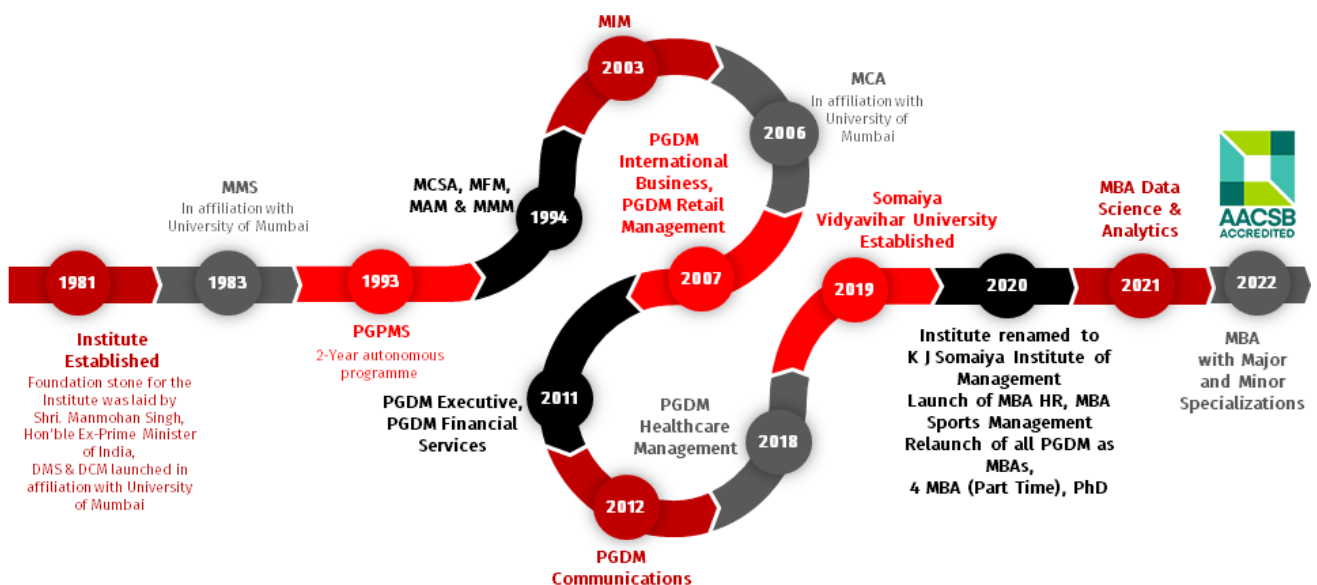 1981
Institute
Established
Foundation stone for the
Institute was laid by
Shri. Manmohan Singh,
Hon'ble Ex-Prime Minister
of India,
DMS & DCM launched in
affiliation with University
of Mumbai
MMS
In affiliation with
University of Mumbai
1983
1993
PGPMS
2-Year autonomous
programme
MCSA, MFM,
MAM & MMM
1994
MIM
2003
MCA
In affiliation with
University of
Mumbai
2006
PGDM
International
Business,
PGDM Retail
Management
2007
2011
PGDM Executive,
PGDM Financial
Services
2012
PGDM
Communications
PGDM
Healthcare
Management
2018
Somaiya
Vidyavihar University
Established
2019
2020
Institute renamed to
K J Somaiya Institute of
Management
Launch of MBA HR, MBA
Sports Management
Relaunch of all PGDM as
MBAs,
4 MBA (Part Time), PhD
MBA Data
Science &
Analytics
2021
AACSB
ACCREDITED
2022
MBA
with Major
and Minor
Specializations